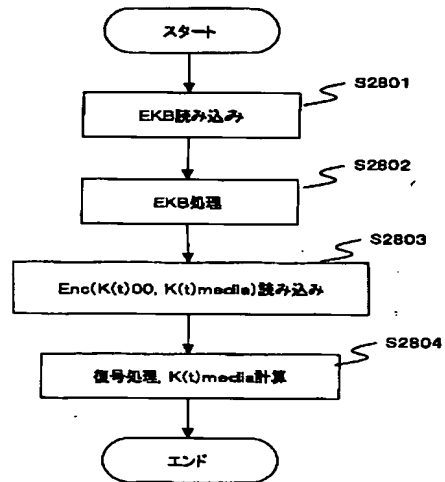 スタート
S2801
EKB読み込み
S2802
EKB処理
S2803
Enc(K(t)00, K(t)media)読み込み
S2804
復号処理, K(t)media計算
エンド